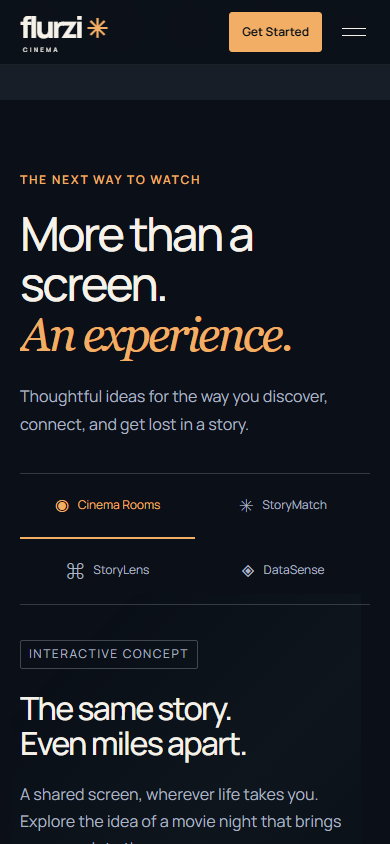 flurzi
CINEMA
Get Started
THE NEXT WAY TO WATCH
More than a
screen.
An experience.
Thoughtful ideas for the way you discover,
connect, and get lost in a story.
Cinema Rooms
StoryMatch
StoryLens
DataSense
INTERACTIVE CONCEPT
The same story.
Even miles apart.
A shared screen, wherever life takes you.
Explore the idea of a movie night that brings